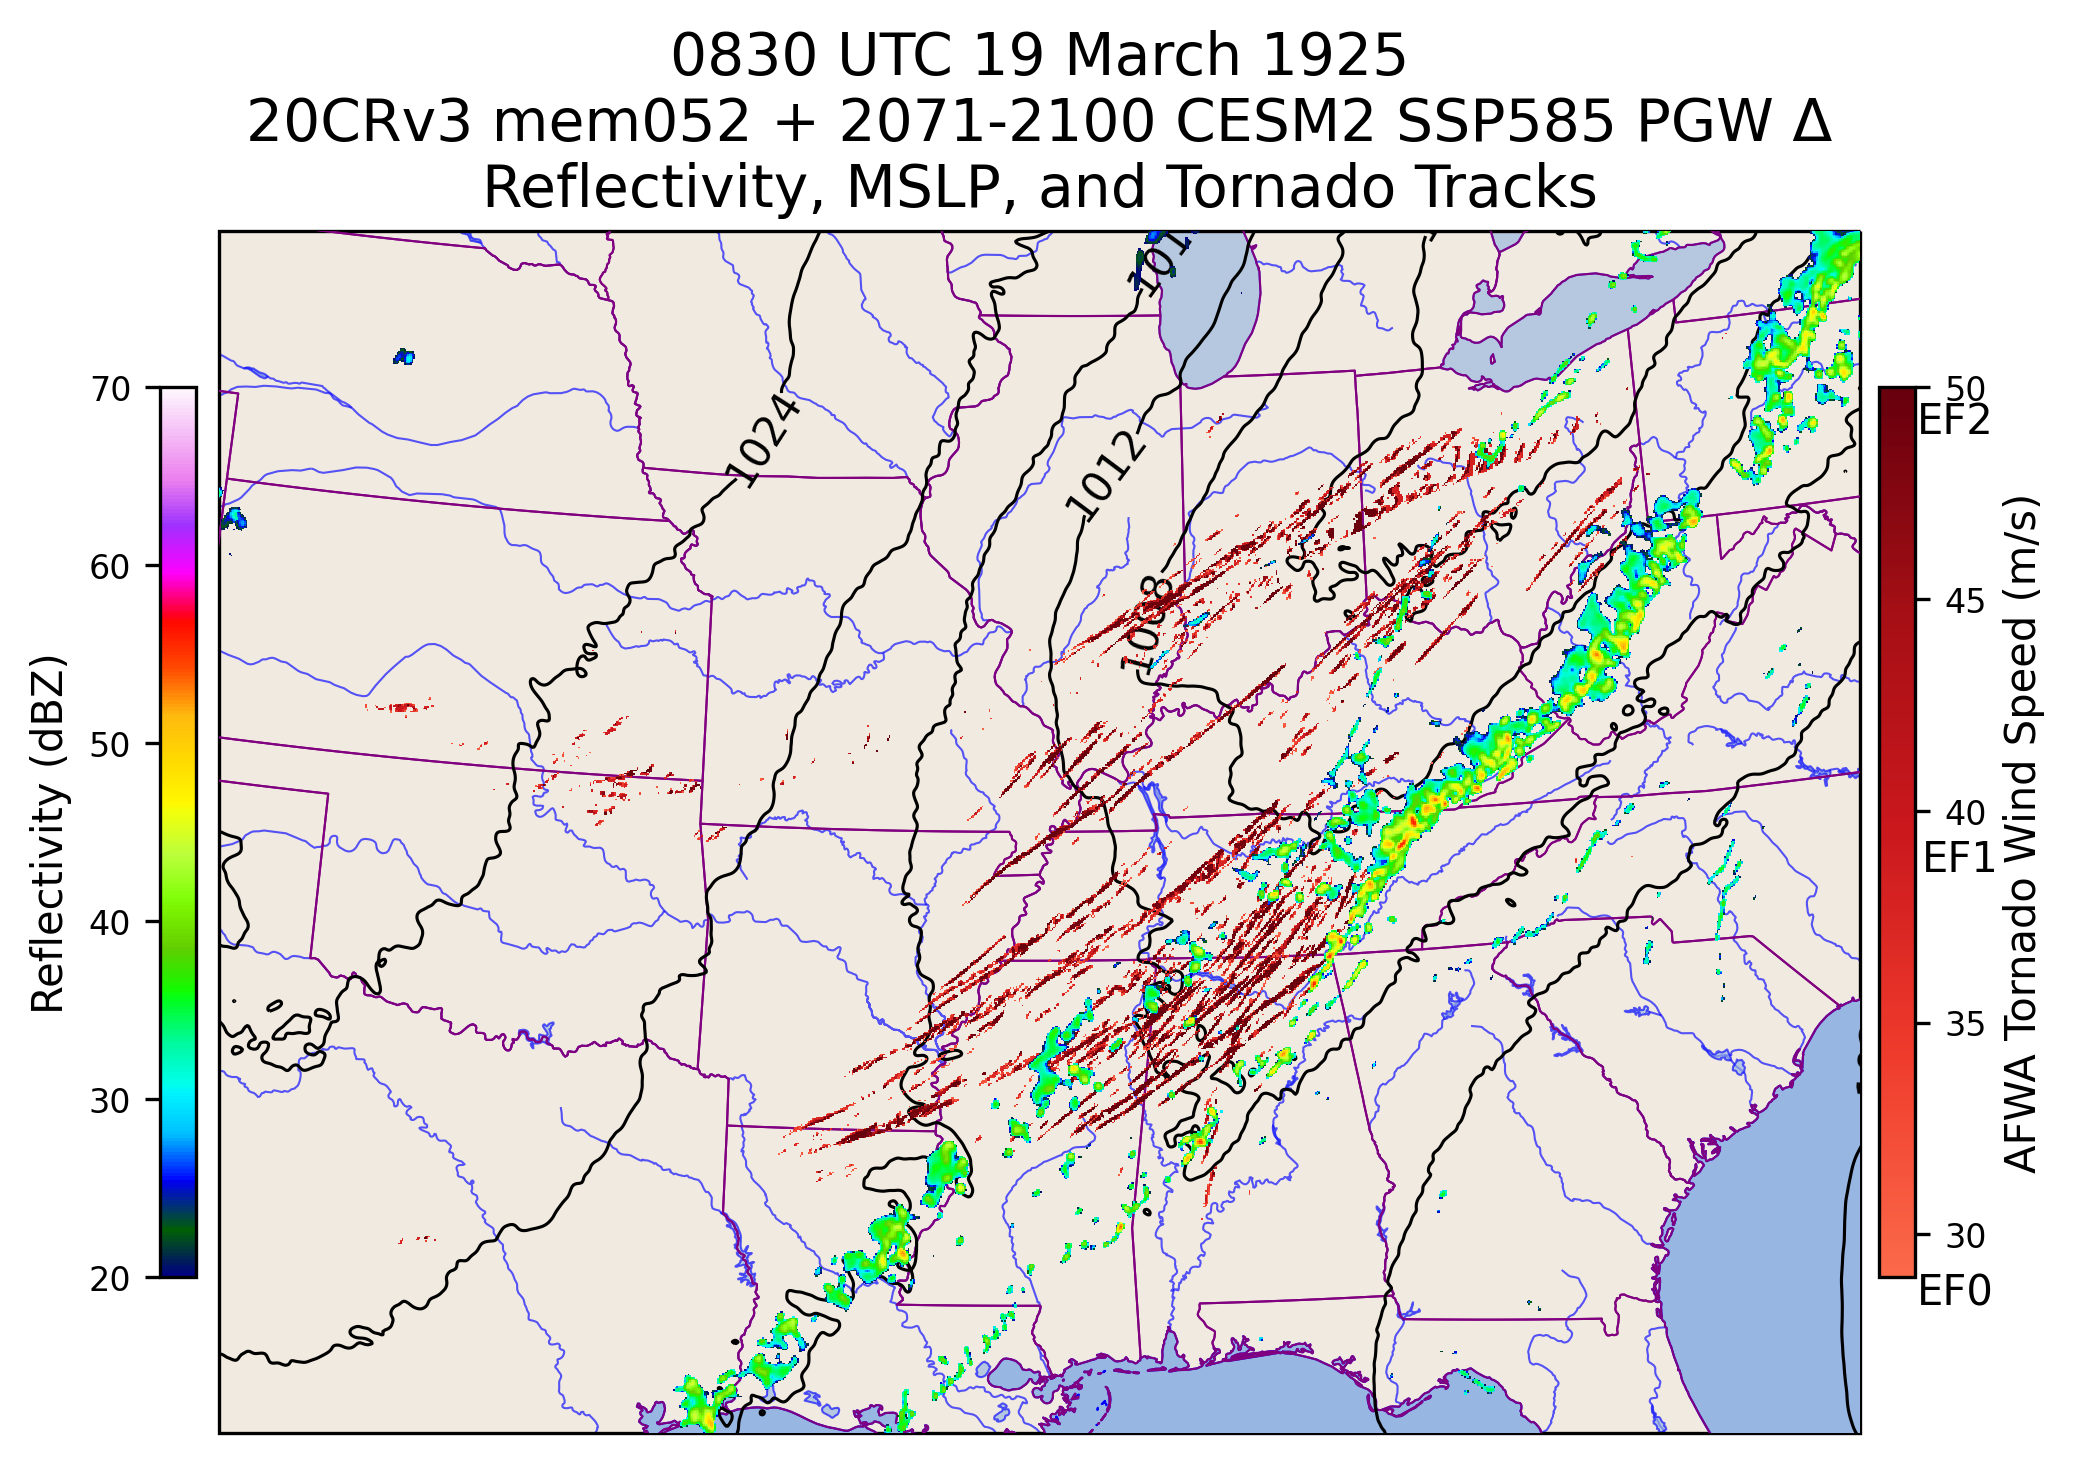 0830 UTC 19 March 1925
20CRv3 mem052 + 2071-2100 CESM2 SSP585 PGW Δ
Reflectivity, MSLP, and Tornado Tracks
70
60
50
40
30
20
Reflectivity (dBZ)
1024
1012
1008
50
EF2
45
40
EF1
35
30
EF0
AFWA Tornado Wind Speed (m/s)